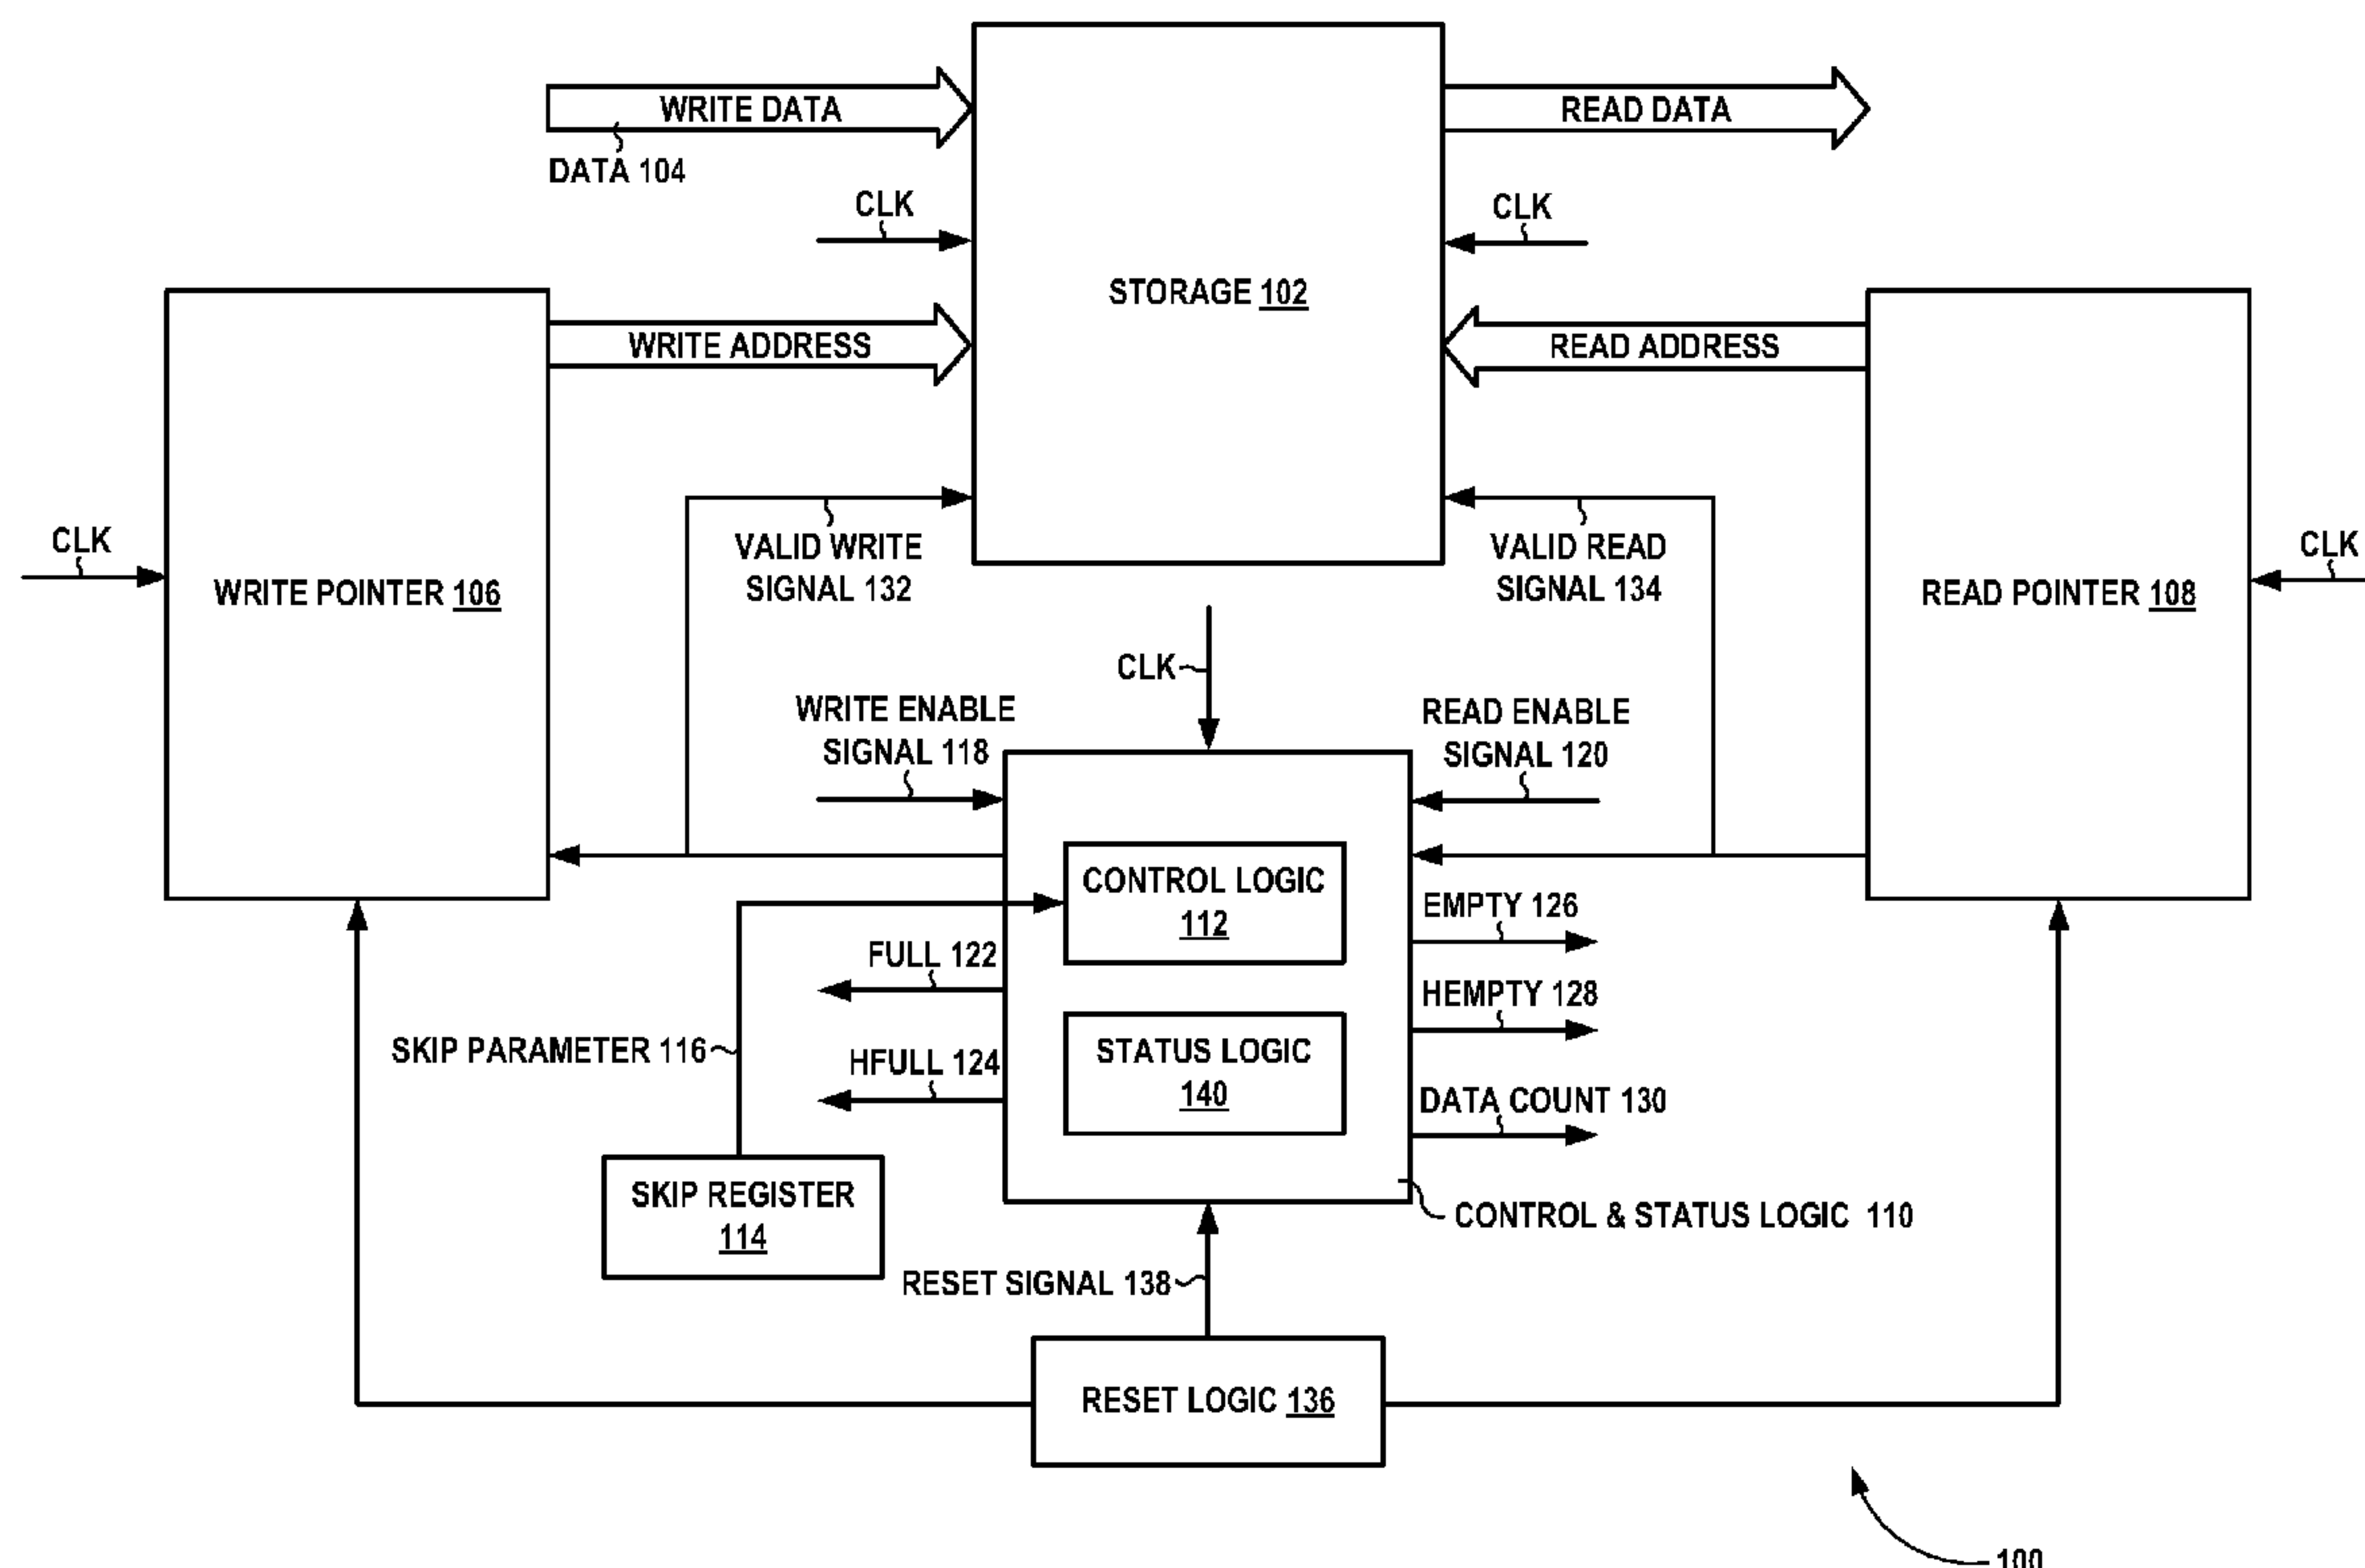 WRITE DATA
READ DATA
DATA 104
CLK
CLK
STORAGE 102
WRITE ADDRESS
READ ADDRESS
CLK
VALID WRITE
SIGNAL 132
VALID READ
SIGNAL 134
CLK
WRITE POINTER 106
READ POINTER 108
CLK
WRITE ENABLE
SIGNAL 118
READ ENABLE
SIGNAL 120
CONTROL LOGIC
112
EMPTY 126
FULL 122
HEMPTY 128
SKIP PARAMETER 116
HFULL 124
STATUS LOGIC
140
DATA COUNT 130
SKIP REGISTER
114
CONTROL & STATUS LOGIC 110
RESET SIGNAL 138
RESET LOGIC 136
100